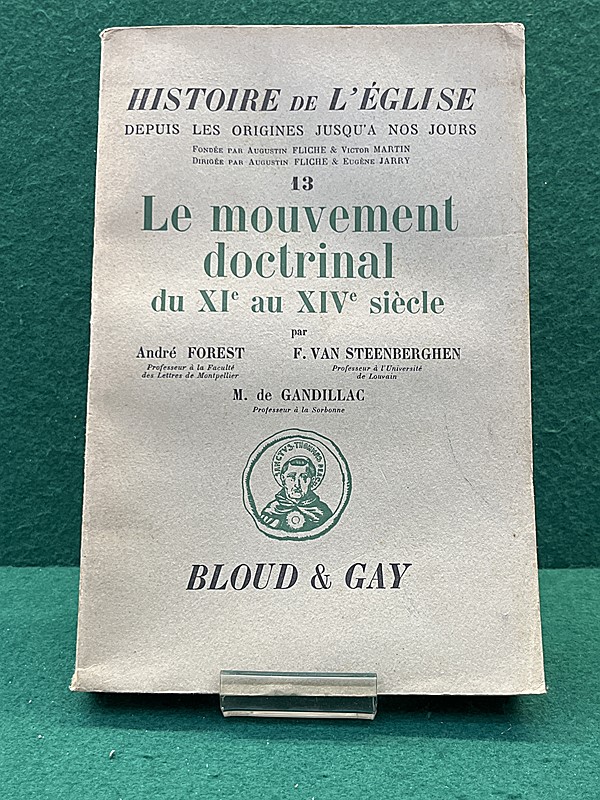 HISTOIRE DE L'ÉGLISE
DEPUIS LES ORIGINES JUSQU'A NOS JOURS
FONDÉE PAR AUGUSTIN FLICHE & VICTOR MARTIN
DIRIGÉE PAR AUGUSTIN FLICHE & EUGÈNE JARRY
13
Le mouvement
doctrinal
du XIe au XIVe siècle
par
André FOREST
Professeur à la Faculté
des Lettres de Montpellier
F. VAN STEENBERGHEN
Professeur à l'Université
de Louvain
M. de GANDILLAC
Professeur à la Sorbonne
SANCTVS THOMAS
BLOUD & GAY